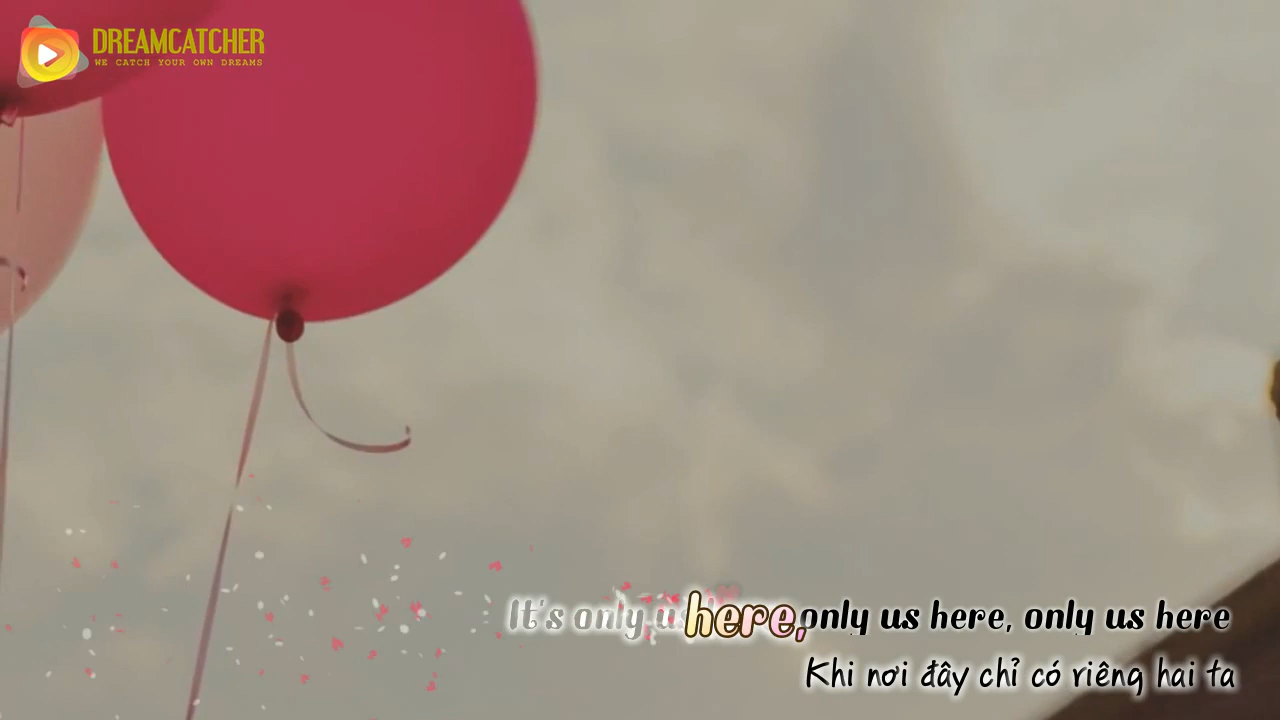 DREAMCATCHER
WE CATCH YOUR OWN DREAMS
It's only us here, only us here, only us here
Khi nơi đây chỉ có riêng hai ta